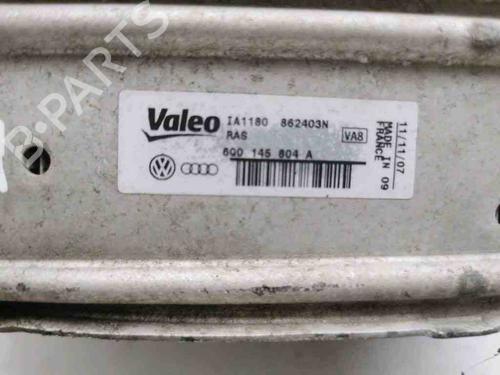 B-PARTS
Valeo IA1180 862403N
RAS VA8
6Q0 145 804 A
11/11/07
MADE IN 09
FRANCE